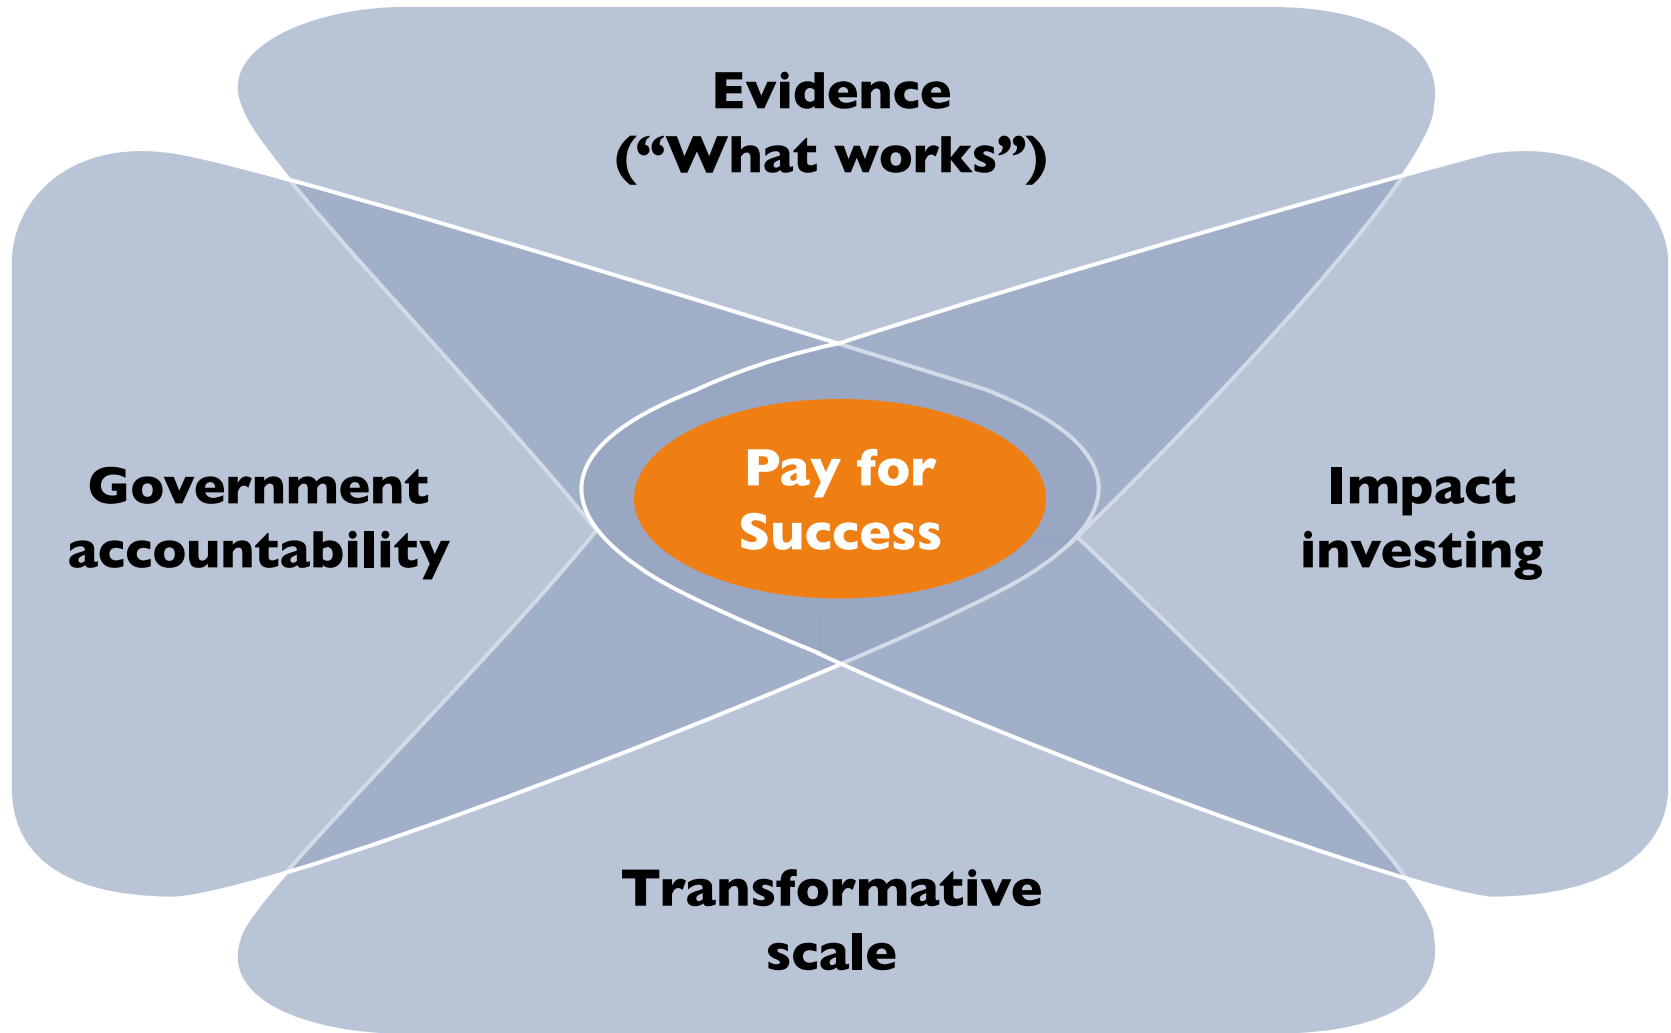 Evidence
(“What works”)
Government
accountability
Pay for
Success
Impact
investing
Transformative
scale